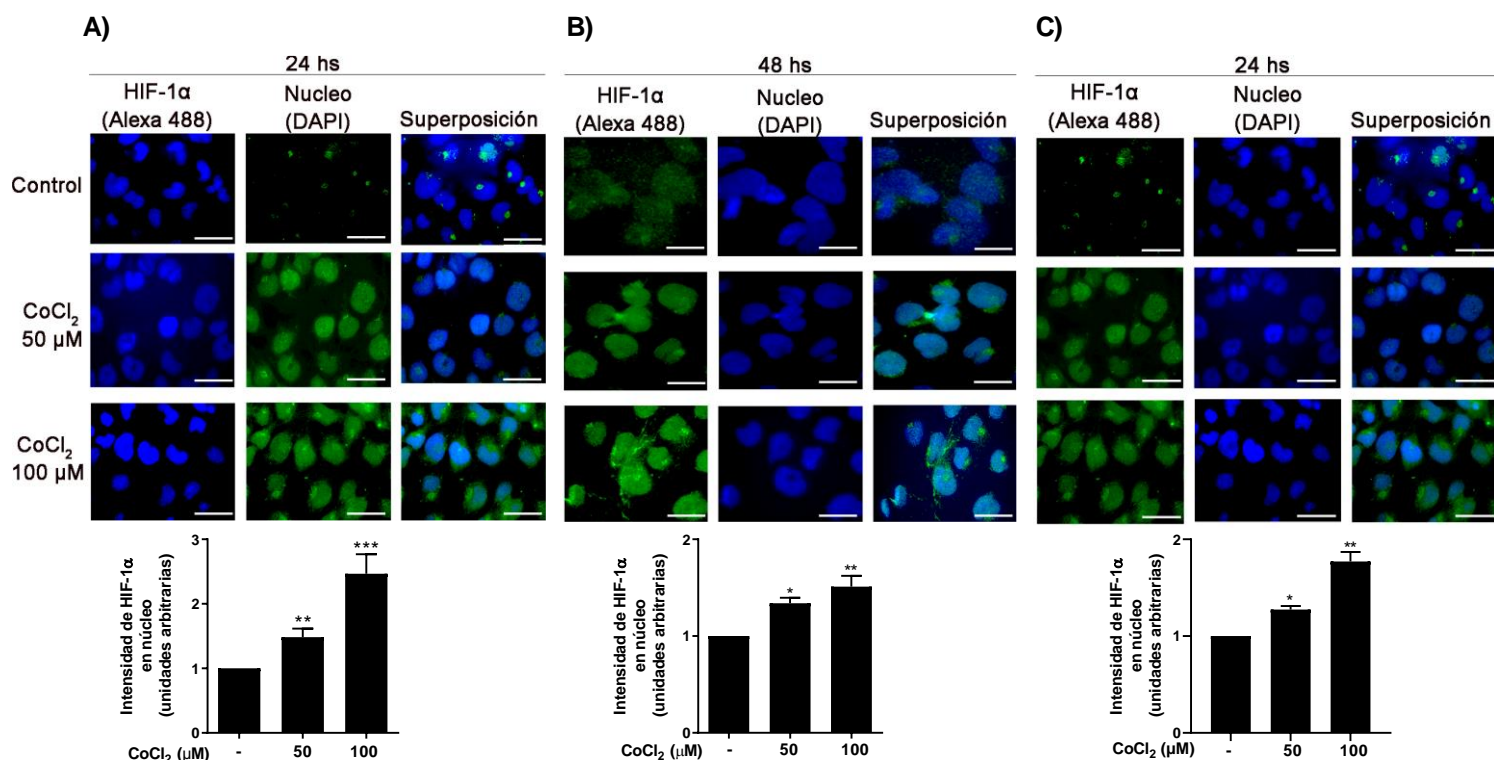 A)
24 hs
HIF-1α
(Alexa 488)
Nucleo
(DAPI)
Superposición
Control
CoCl2
50 µM
CoCl2
100 µM
Intensidad de HIF-1α
en núcleo
(unidades arbitrarias)
3
2
1
0
**
***
CoCl2 (µM) - 50 100
B)
48 hs
HIF-1α
(Alexa 488)
Nucleo
(DAPI)
Superposición
Intensidad de HIF-1α
en núcleo
(unidades arbitrarias)
2
1
0
*
**
CoCl2 (µM) - 50 100
C)
24 hs
HIF-1α
(Alexa 488)
Nucleo
(DAPI)
Superposición
Intensidad de HIF-1α
en núcleo
(unidades arbitrarias)
2
1
0
*
**
CoCl2 (µM) - 50 100